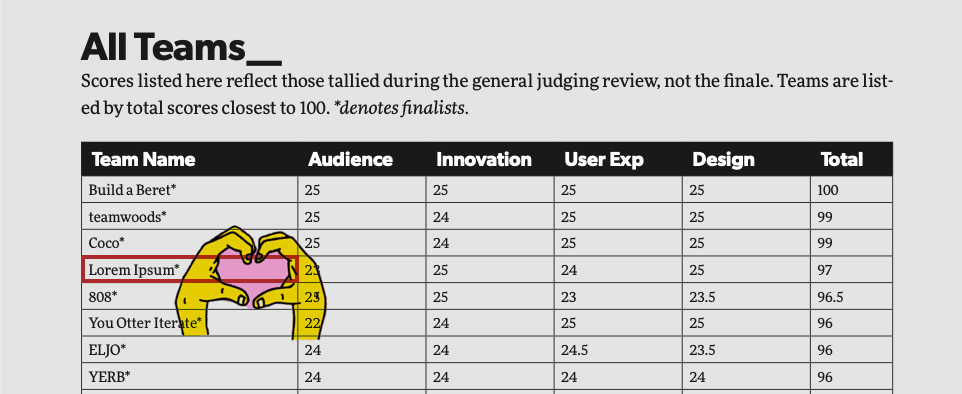 All Teams__
Scores listed here reflect those tallied during the general judging review, not the finale. Teams are list-
ed by total scores closest to 100. *denotes finalists.
Team Name Audience Innovation User Exp Design Total
Build a Beret* 25 25 25 25 100
teamwoods* 25 24 25 25 99
Coco* 25 24 25 25 99
Lorem Ipsum* 23 25 24 25 97
808* 25 25 23 23.5 96.5
You Otter Iterate* 22 24 25 25 96
ELJO* 24 24 24.5 23.5 96
YERB* 24 24 24 24 96